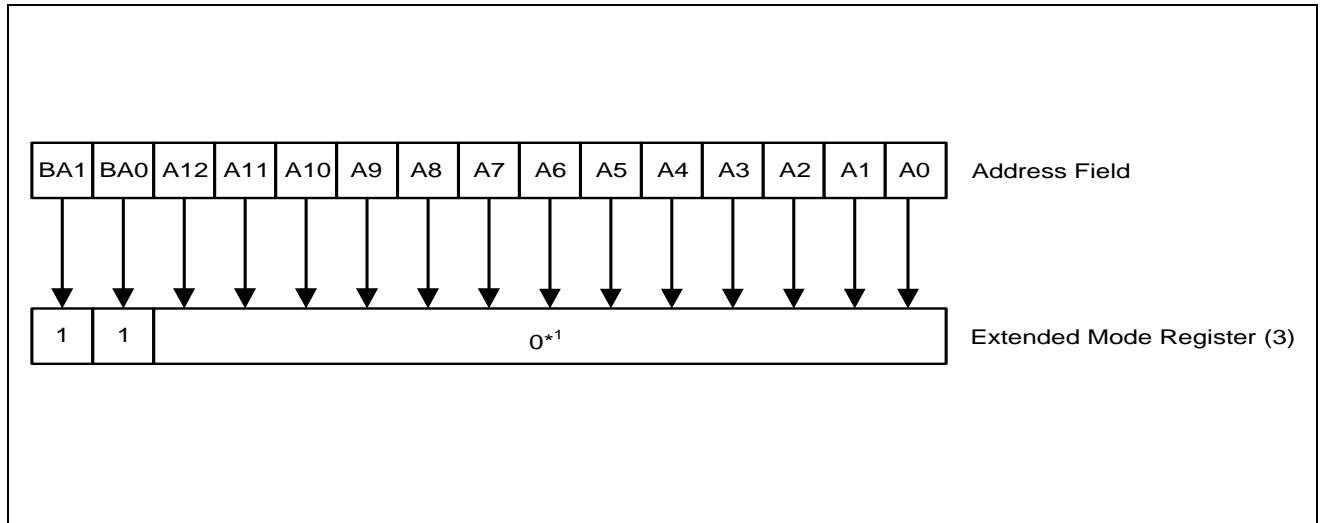 BA1 BA0 A12 A11 A10 A9 A8 A7 A6 A5 A4 A3 A2 A1 A0 Address Field
1 1 0*1 Extended Mode Register (3)